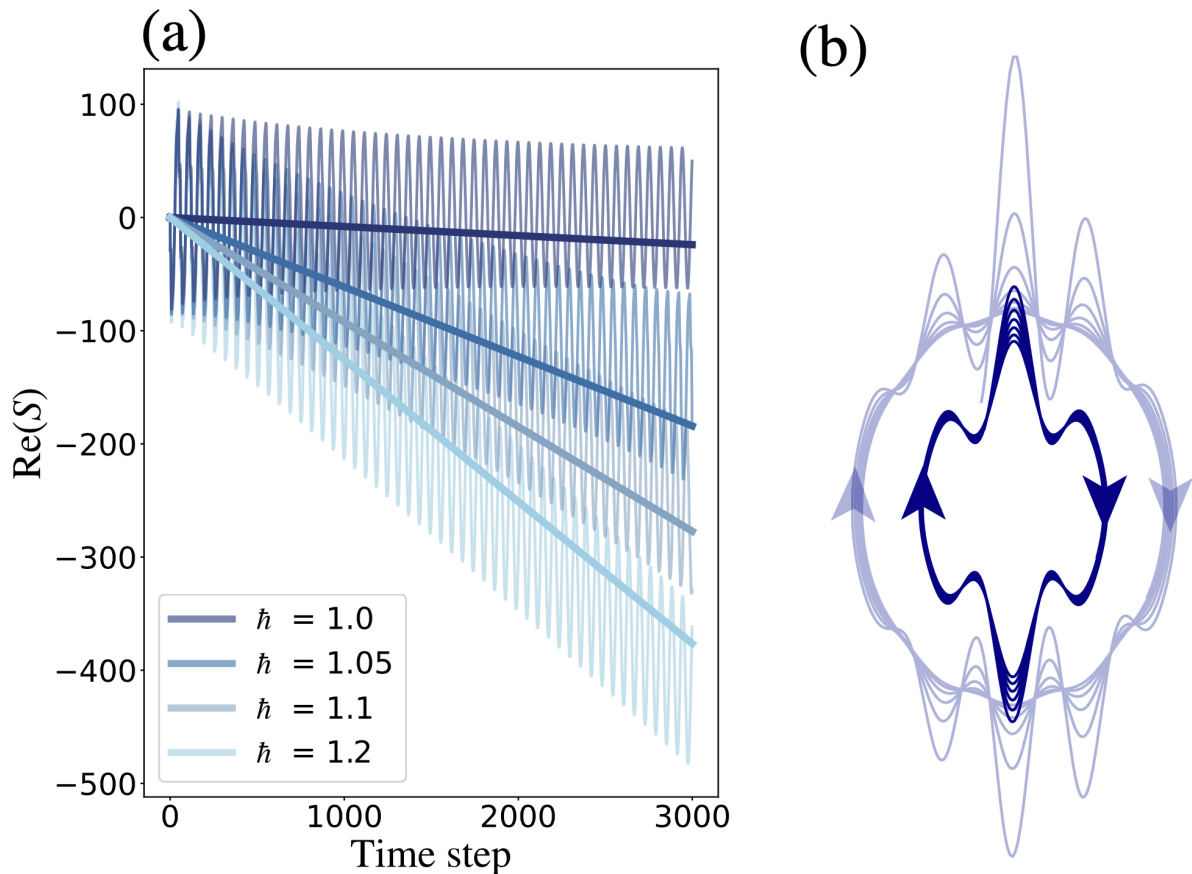 (a)
(b)
100
0
−100
−200
−300
−400
−500
Re(S)
ħ = 1.0
ħ = 1.05
ħ = 1.1
ħ = 1.2
0
1000
2000
3000
Time step